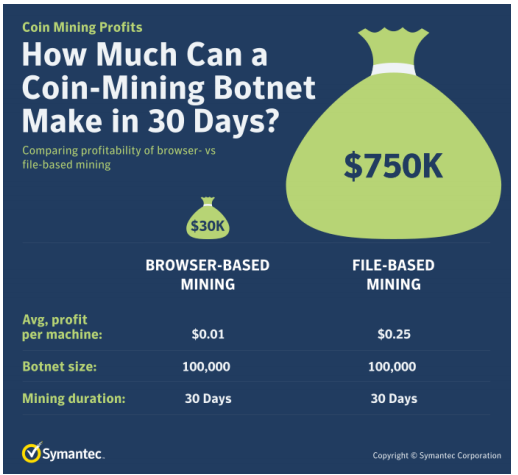 Coin Mining Profits
How Much Can a
Coin-Mining Botnet
Make in 30 Days?
Comparing profitability of browser- vs
file-based mining
$750K
$30K
BROWSER-BASED
MINING
FILE-BASED
MINING
Avg, profit
per machine:
$0.01
$0.25
Botnet size:
100,000
100,000
Mining duration:
30 Days
30 Days
Symantec.
Copyright © Symantec Corporation